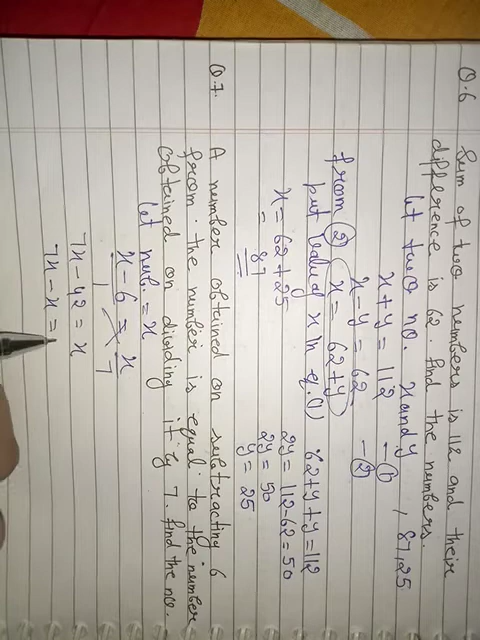 Q.6 Sum of two numbers is 112 and their
difference is 62. find the numbers.
let two no. x and y , 87,25
x+y = 112 —①
x-y = 62 —②
from ② x = 62+y
put value x in eq.(1) 62+y+y=112
2y = 112-62=50
x = 62+25 2y = 50
= 87 y = 25
Q.7. A number obtained on subtracting 6
from the number is equal to the number
obtained on dividing it by 7. find the no.
let no. = x
x-6 = x
1 7
7x-42 = x
7x-x =